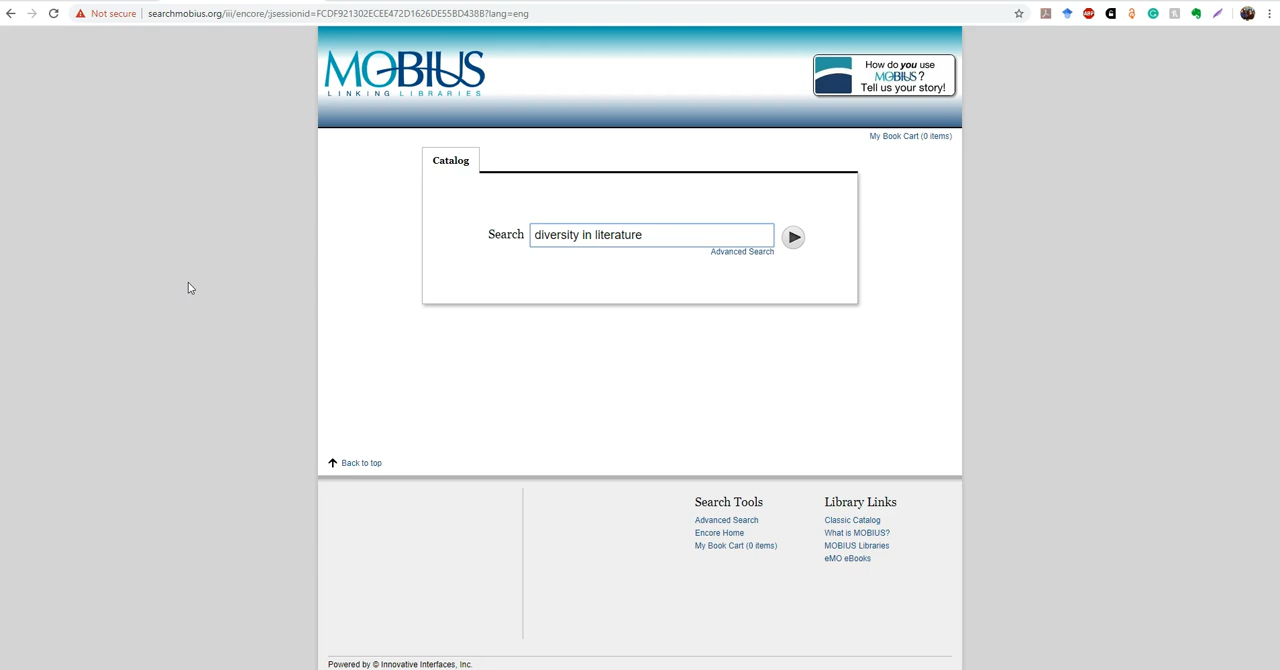 Not secure | searchmobius.org/iii/encore/;jsessionid=FCDF921302ECEE472D1626DE55BD438B?lang=eng
MOBIUS
LINKING LIBRARIES
How do you use
MOBIUS?
Tell us your story!
My Book Cart (0 items)
Catalog
Search diversity in literature
Advanced Search
Back to top
Search Tools
Advanced Search
Encore Home
My Book Cart (0 items)
Library Links
Classic Catalog
What is MOBIUS?
MOBIUS Libraries
eMO eBooks
Powered by © Innovative Interfaces, Inc.